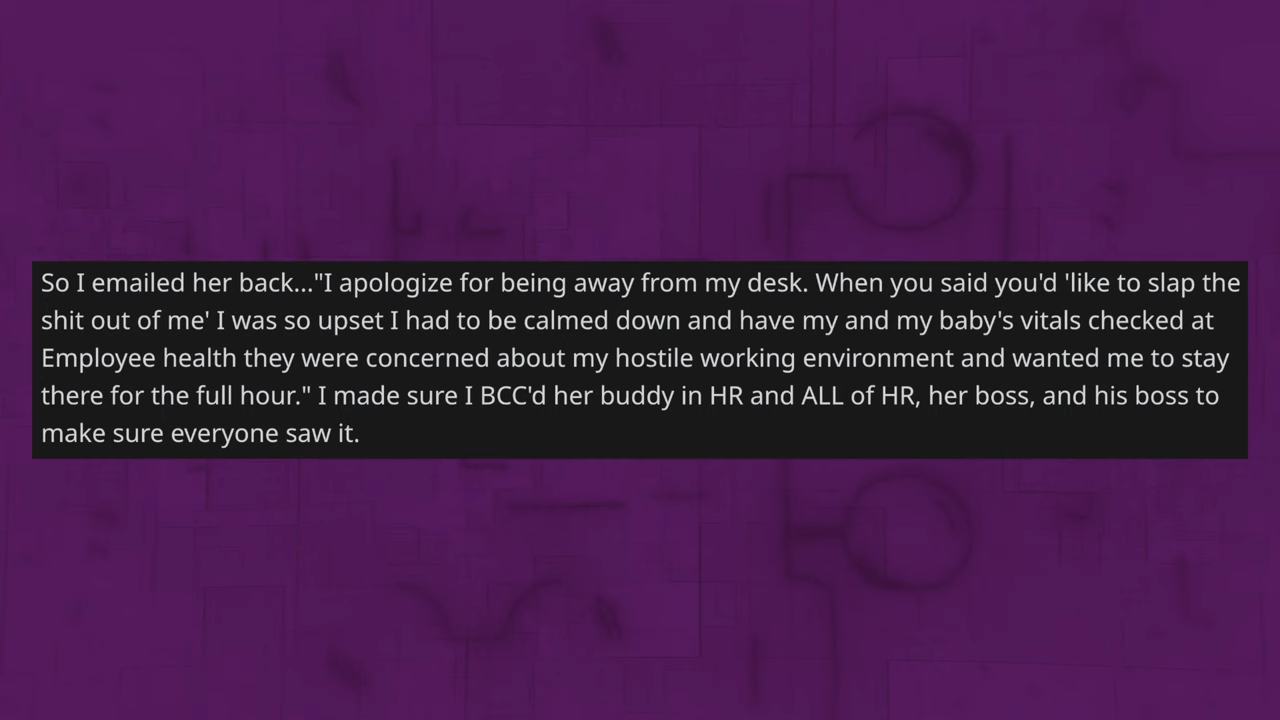 So I emailed her back..."I apologize for being away from my desk. When you said you'd 'like to slap the
shit out of me' I was so upset I had to be calmed down and have my and my baby's vitals checked at
Employee health they were concerned about my hostile working environment and wanted me to stay
there for the full hour." I made sure I BCC'd her buddy in HR and ALL of HR, her boss, and his boss to
make sure everyone saw it.